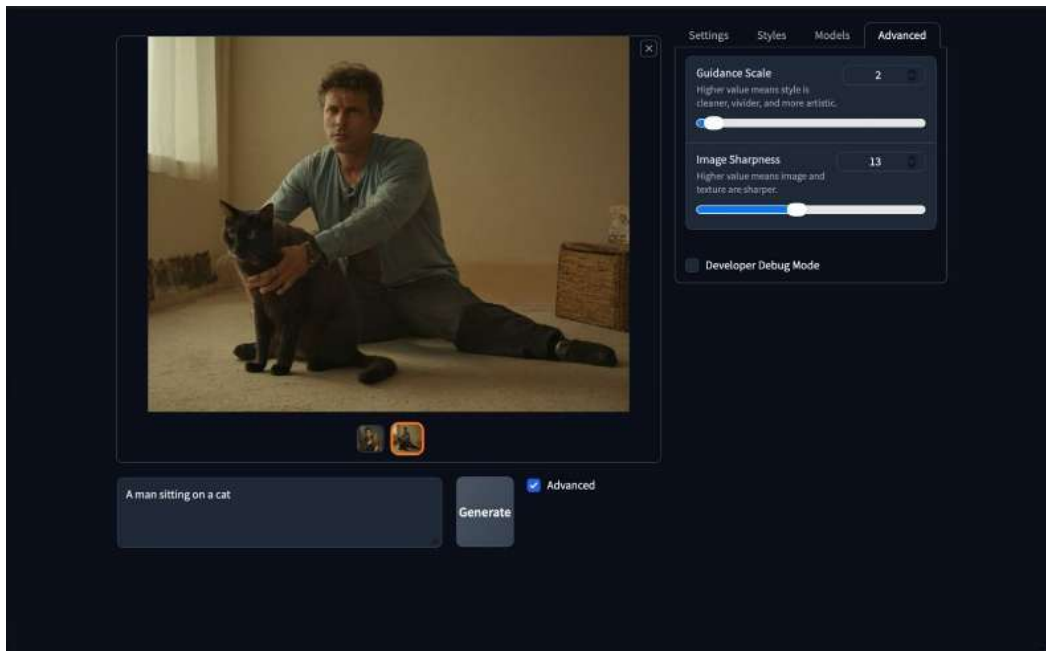 Settings Styles Models Advanced
Guidance Scale 2
Higher value means style is
cleaner, vivider, and more artistic.
Image Sharpness 13
Higher value means image and
texture are sharper.
Developer Debug Mode
A man sitting on a cat
Generate
Advanced